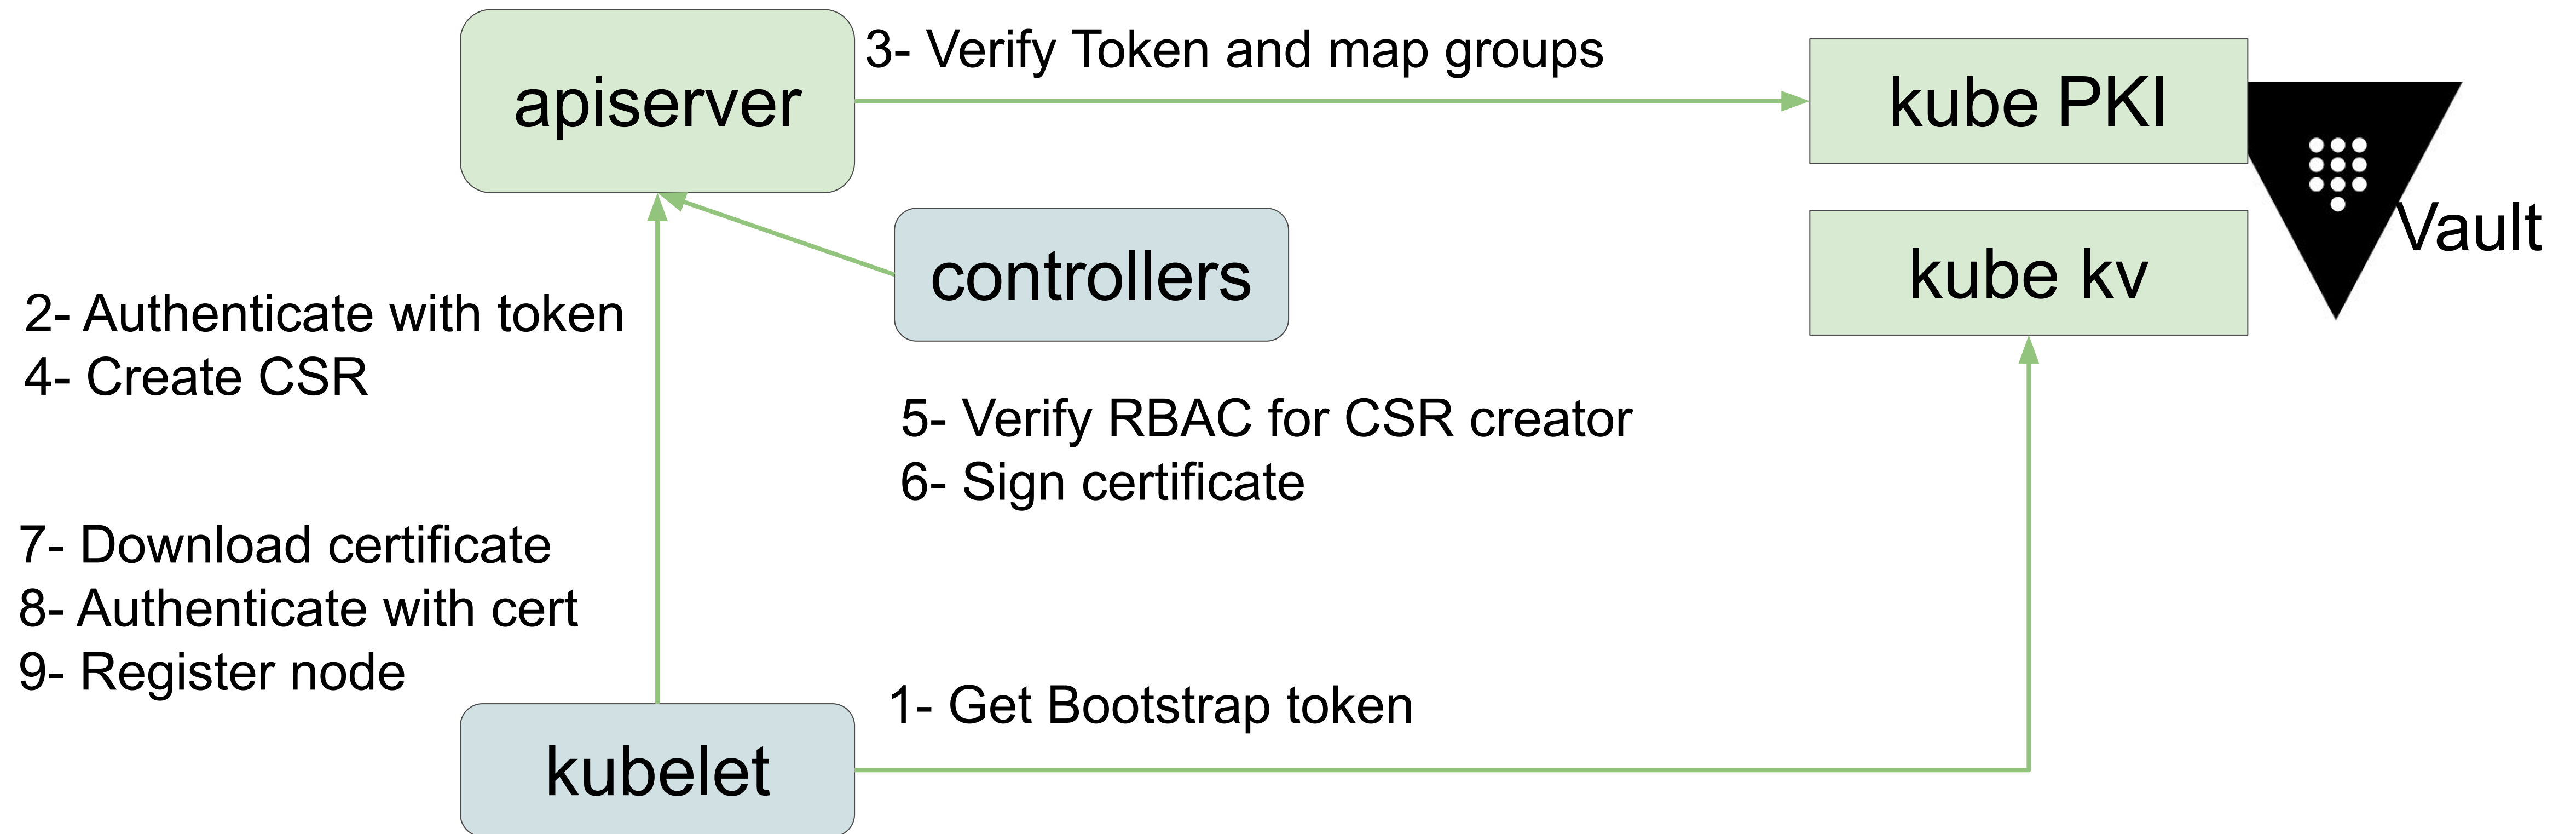 3- Verify Token and map groups
apiserver
kube PKI
Vault
controllers
kube kv
2- Authenticate with token
4- Create CSR
5- Verify RBAC for CSR creator
6- Sign certificate
7- Download certificate
8- Authenticate with cert
9- Register node
1- Get Bootstrap token
kubelet